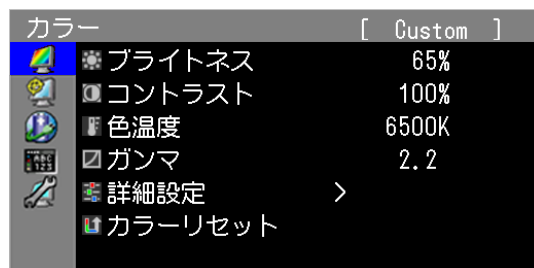 カラー [ Custom ]
ブライトネス 65%
コントラスト 100%
色温度 6500K
ガンマ 2.2
詳細設定 >
カラーリセット
ABC
123